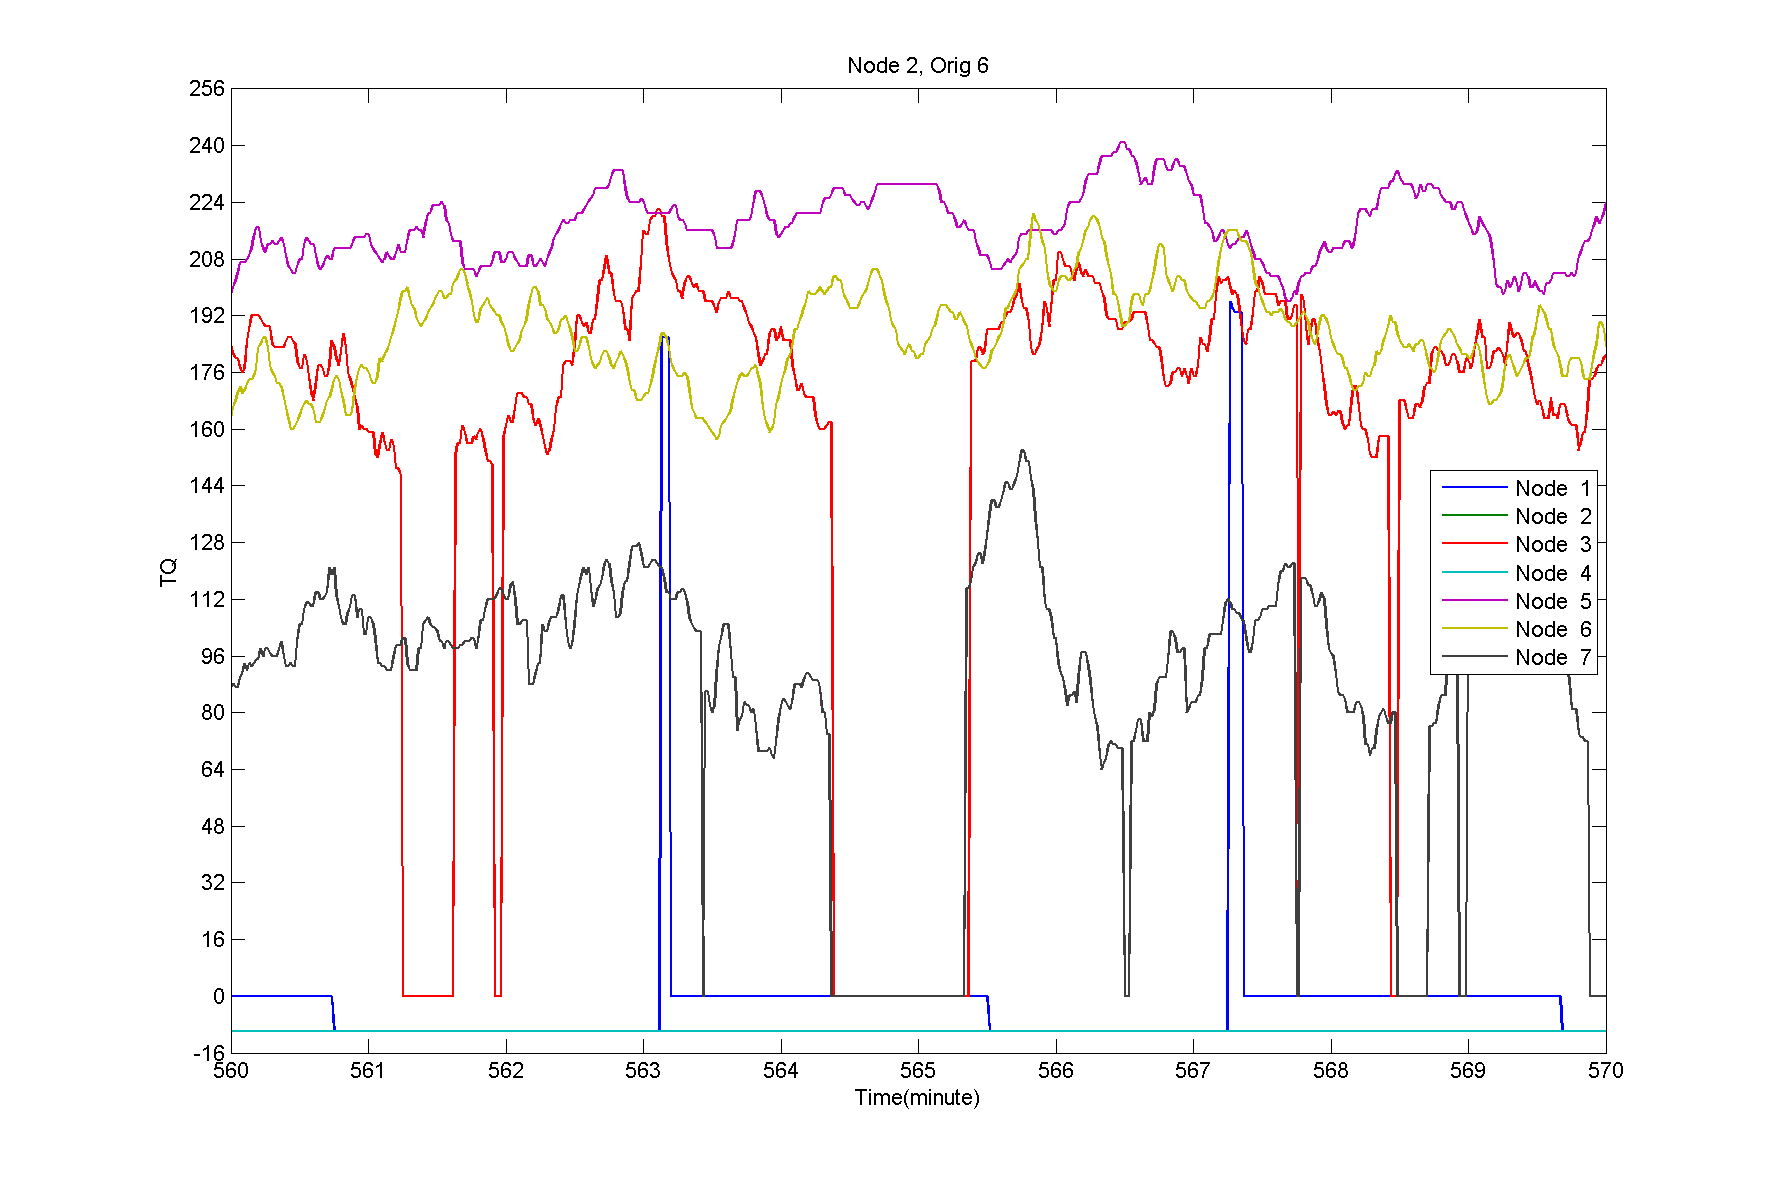 Node 2, Orig 6
256
240
224
208
192
176
160
144
128
112
96
80
64
48
32
16
0
-16
TQ
Node 1
Node 2
Node 3
Node 4
Node 5
Node 6
Node 7
560 561 562 563 564 565 566 567 568 569 570
Time(minute)